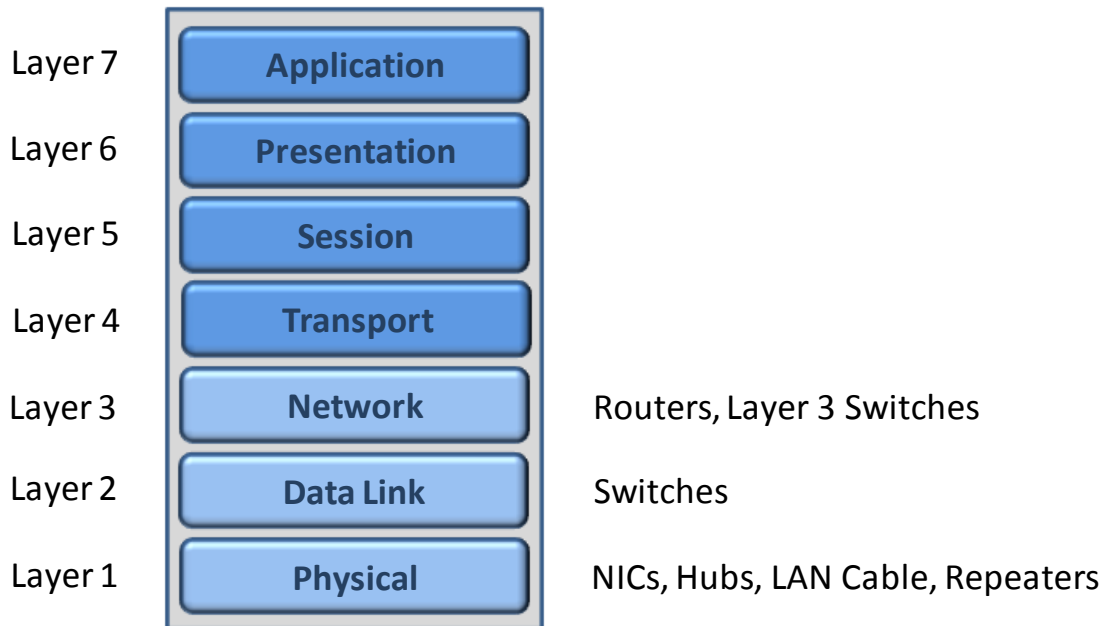 Layer 7 Application
Layer 6 Presentation
Layer 5 Session
Layer 4 Transport
Layer 3 Network Routers, Layer 3 Switches
Layer 2 Data Link Switches
Layer 1 Physical NICs, Hubs, LAN Cable, Repeaters